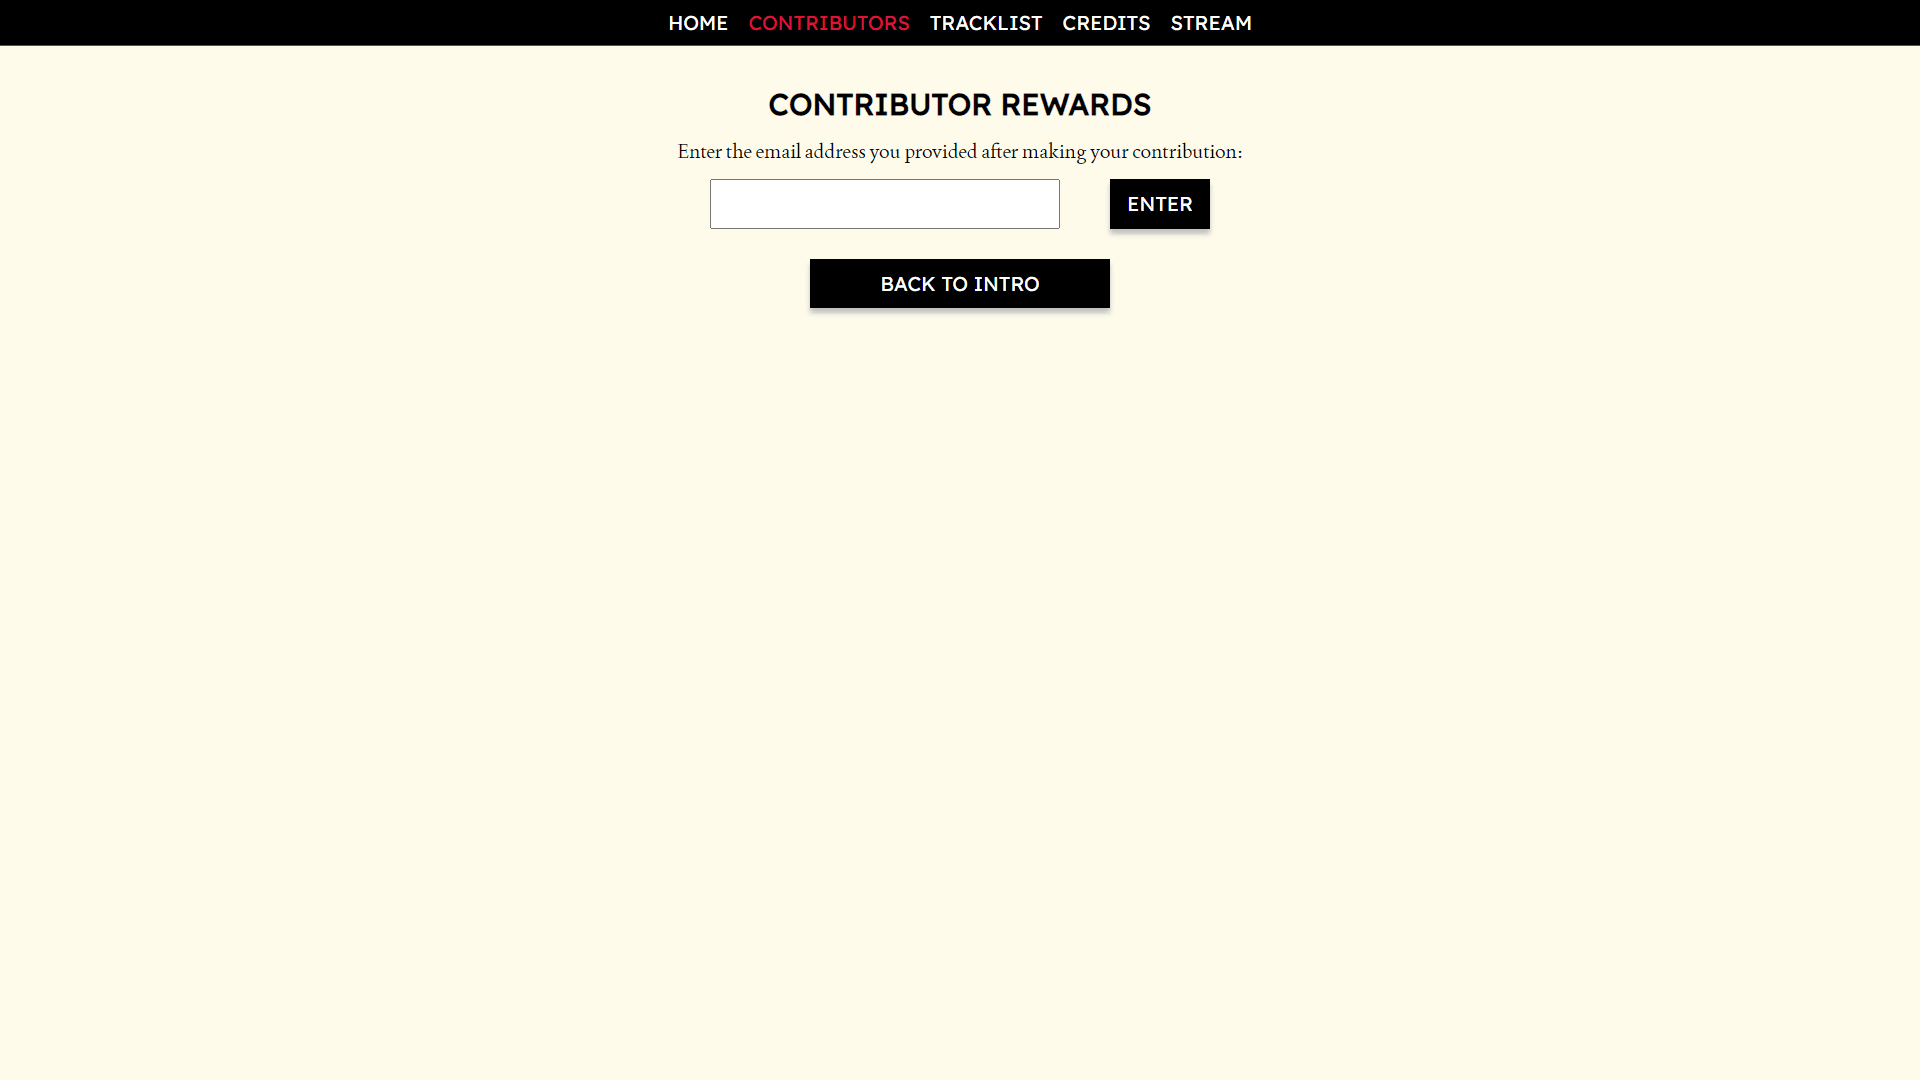 HOME CONTRIBUTORS TRACKLIST CREDITS STREAM
CONTRIBUTOR REWARDS
Enter the email address you provided after making your contribution:
ENTER
BACK TO INTRO